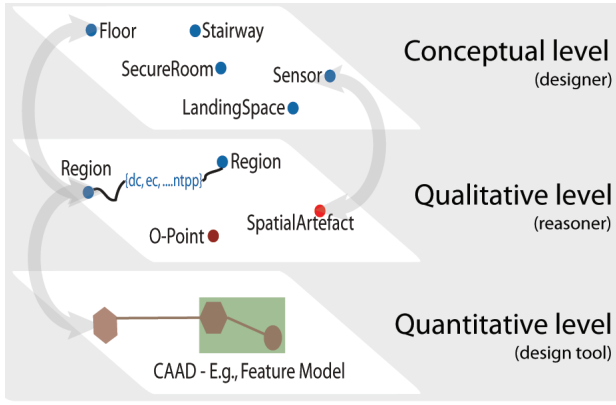 Floor
Stairway
SecureRoom
Sensor
LandingSpace
Conceptual level
(designer)
Region
{dc, ec, ....ntpp}
Region
SpatialArtefact
O-Point
Qualitative level
(reasoner)
CAAD - E.g., Feature Model
Quantitative level
(design tool)